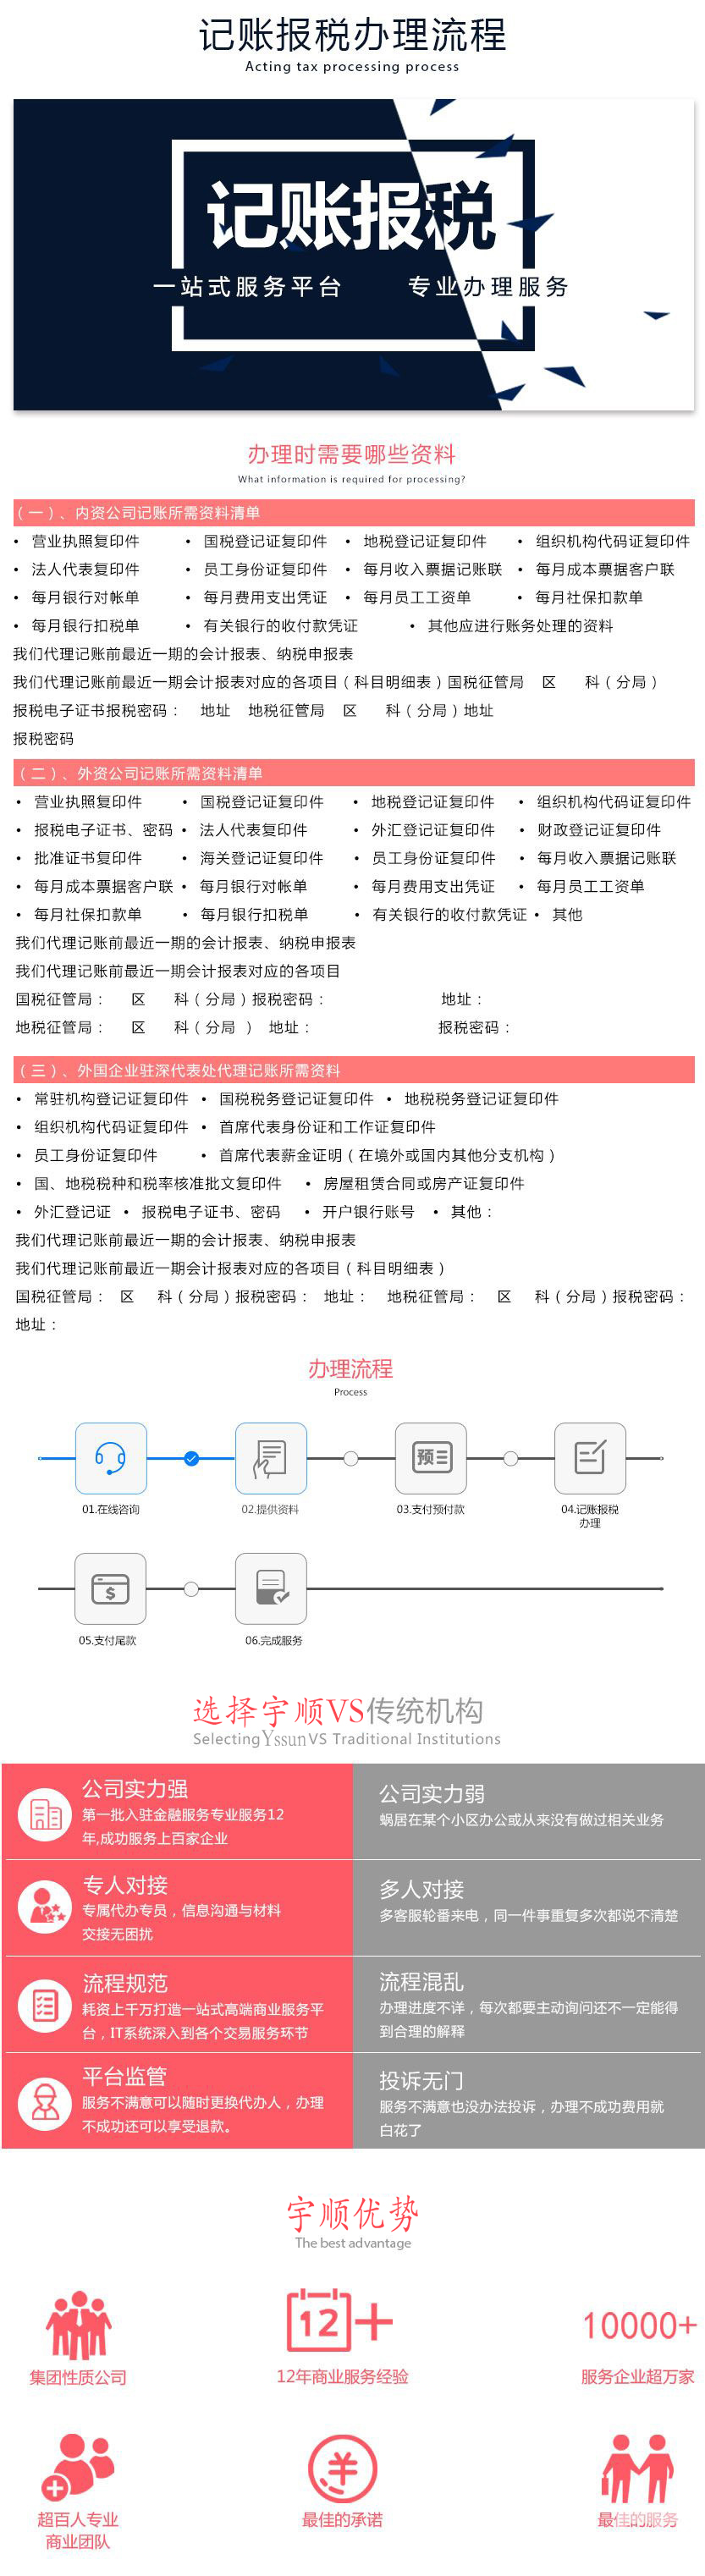 记账报税办理流程
Acting tax processing process
记账报税
一站式服务平台 专业办理服务
办理时需要哪些资料
What information is required for processing?
（一）、内资公司记账所需资料清单
• 营业执照复印件 • 国税登记证复印件 • 地税登记证复印件 • 组织机构代码证复印件
• 法人代表复印件 • 员工身份证复印件 • 每月收入票据记账联 • 每月成本票据客户联
• 每月银行对帐单 • 每月费用支出凭证 • 每月员工工资单 • 每月社保扣款单
• 每月银行扣税单 • 有关银行的收付款凭证 • 其他应进行账务处理的资料
我们代理记账前最近一期的会计报表、纳税申报表
我们代理记账前最近一期会计报表对应的各项目（科目明细表）国税征管局 区 科（分局）
报税电子证书报税密码： 地址 地税征管局 区 科（分局）地址
报税密码
（二）、外资公司记账所需资料清单
• 营业执照复印件 • 国税登记证复印件 • 地税登记证复印件 • 组织机构代码证复印件
• 报税电子证书、密码 • 法人代表复印件 • 外汇登记证复印件 • 财政登记证复印件
• 批准证书复印件 • 海关登记证复印件 • 员工身份证复印件 • 每月收入票据记账联
• 每月成本票据客户联 • 每月银行对帐单 • 每月费用支出凭证 • 每月员工工资单
• 每月社保扣款单 • 每月银行扣税单 • 有关银行的收付款凭证 • 其他
我们代理记账前最近一期的会计报表、纳税申报表
我们代理记账前最近一期会计报表对应的各项目
国税征管局： 区 科（分局）报税密码： 地址：
地税征管局： 区 科（分局 ） 地址： 报税密码：
（三）、外国企业驻深代表处代理记账所需资料
• 常驻机构登记证复印件 • 国税税务登记证复印件 • 地税税务登记证复印件
• 组织机构代码证复印件 • 首席代表身份证和工作证复印件
• 员工身份证复印件 • 首席代表薪金证明（在境外或国内其他分支机构）
• 国、地税税种和税率核准批文复印件 • 房屋租赁合同或房产证复印件
• 外汇登记证 • 报税电子证书、密码 • 开户银行账号 • 其他：
我们代理记账前最近一期的会计报表、纳税申报表
我们代理记账前最近一期会计报表对应的各项目（科目明细表）
国税征管局： 区 科（分局）报税密码： 地址： 地税征管局： 区 科（分局）报税密码：
地址：
办理流程
Process
预
01.在线咨询 02.提供资料 03.支付预付款 04.记账报税
办理
$
05.支付尾款 06.完成服务
选择宇顺VS传统机构
SelectingYssunVS Traditional Institutions
公司实力强
第一批入驻金融服务专业服务12
年,成功服务上百家企业
公司实力弱
蜗居在某个小区办公或从来没有做过相关业务
专人对接
专属代办专员，信息沟通与材料
交接无困扰
多人对接
多客服轮番来电，同一件事重复多次都说不清楚
流程规范
耗资上千万打造一站式高端商业服务平
台，IT系统深入到各个交易服务环节
流程混乱
办理进度不详，每次都要主动询问还不一定能得
到合理的解释
平台监管
服务不满意可以随时更换代办人，办理
不成功还可以享受退款。
投诉无门
服务不满意也没办法投诉，办理不成功费用就
白花了
宇顺优势
The best advantage
12+ 10000+
集团性质公司 12年商业服务经验 服务企业超万家
¥
超百人专业
商业团队
最佳的承诺
最佳的服务